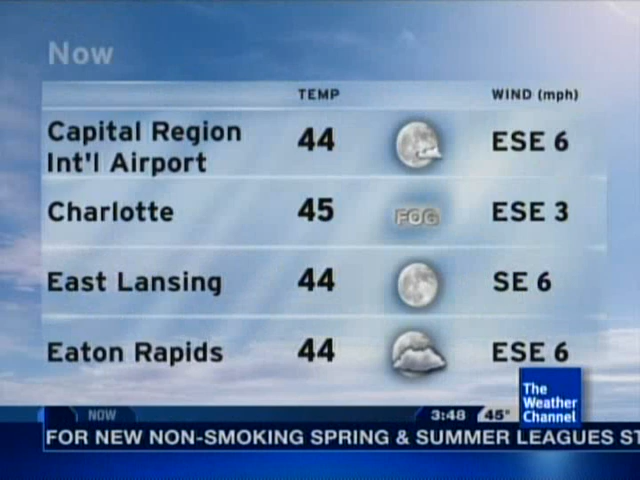 Now
TEMP WIND (mph)
Capital Region
Int'l Airport 44 ESE 6
Charlotte 45 FOG ESE 3
East Lansing 44 SE 6
Eaton Rapids 44 ESE 6
The
Weather
Channel
NOW 3:48 45°
FOR NEW NON-SMOKING SPRING & SUMMER LEAGUES ST